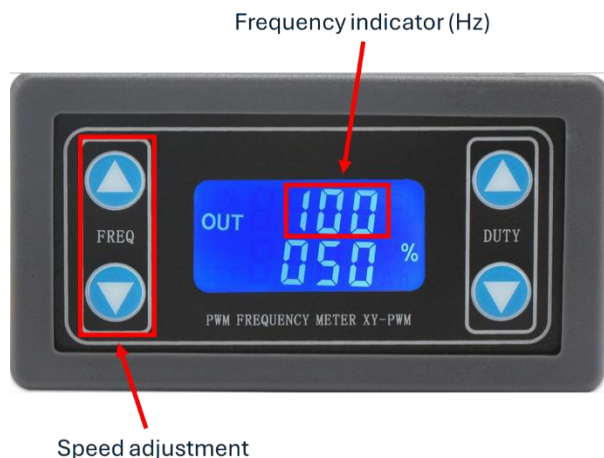 Frequency indicator (Hz)
OUT 100
050 %
FREQ
DUTY
PWM FREQUENCY METER XY-PWM
Speed adjustment